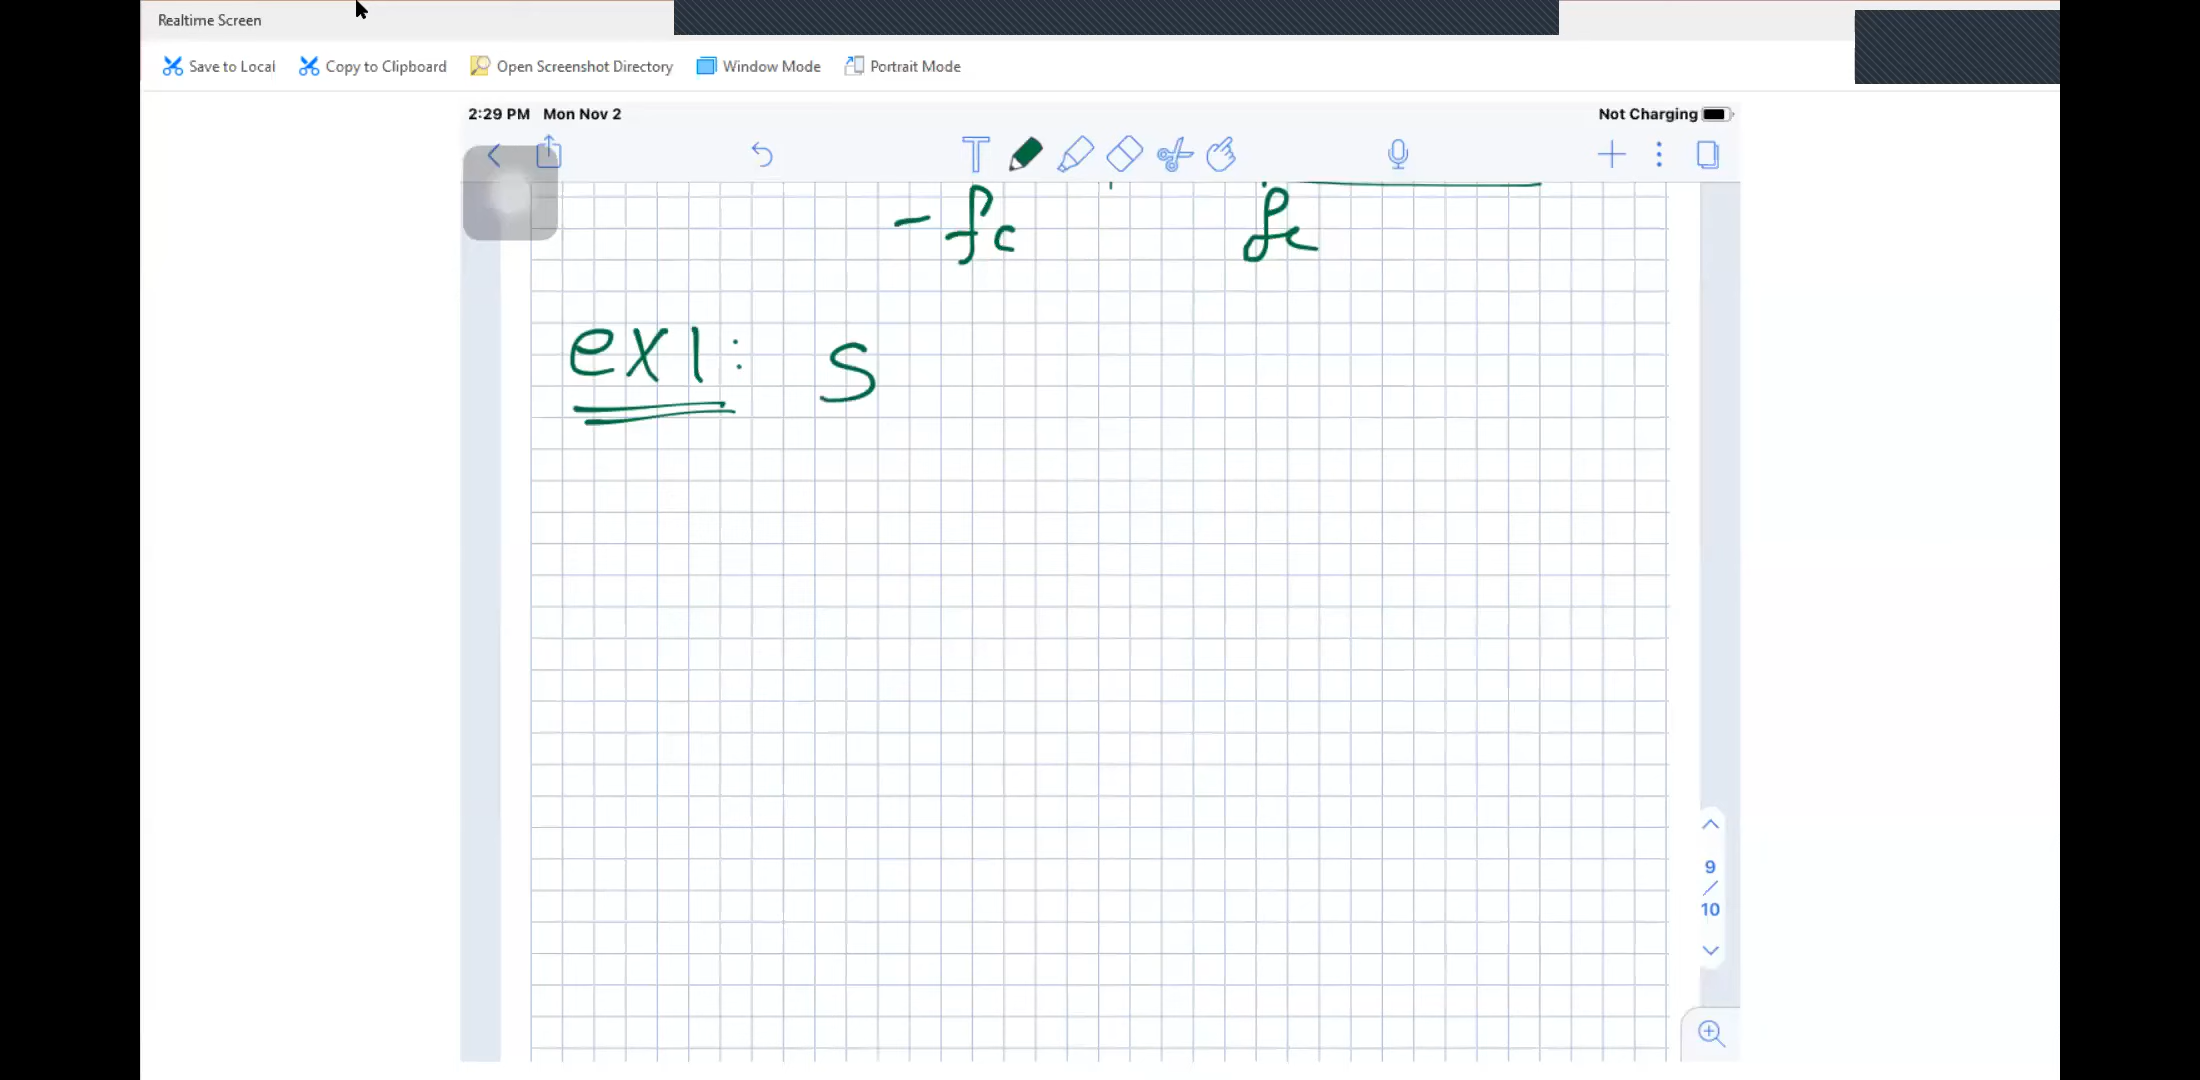 Realtime Screen
Save to Local Copy to Clipboard Open Screenshot Directory Window Mode Portrait Mode
2:29 PM Mon Nov 2 Not Charging
T
- fc fc
ex1: S
9
/
10